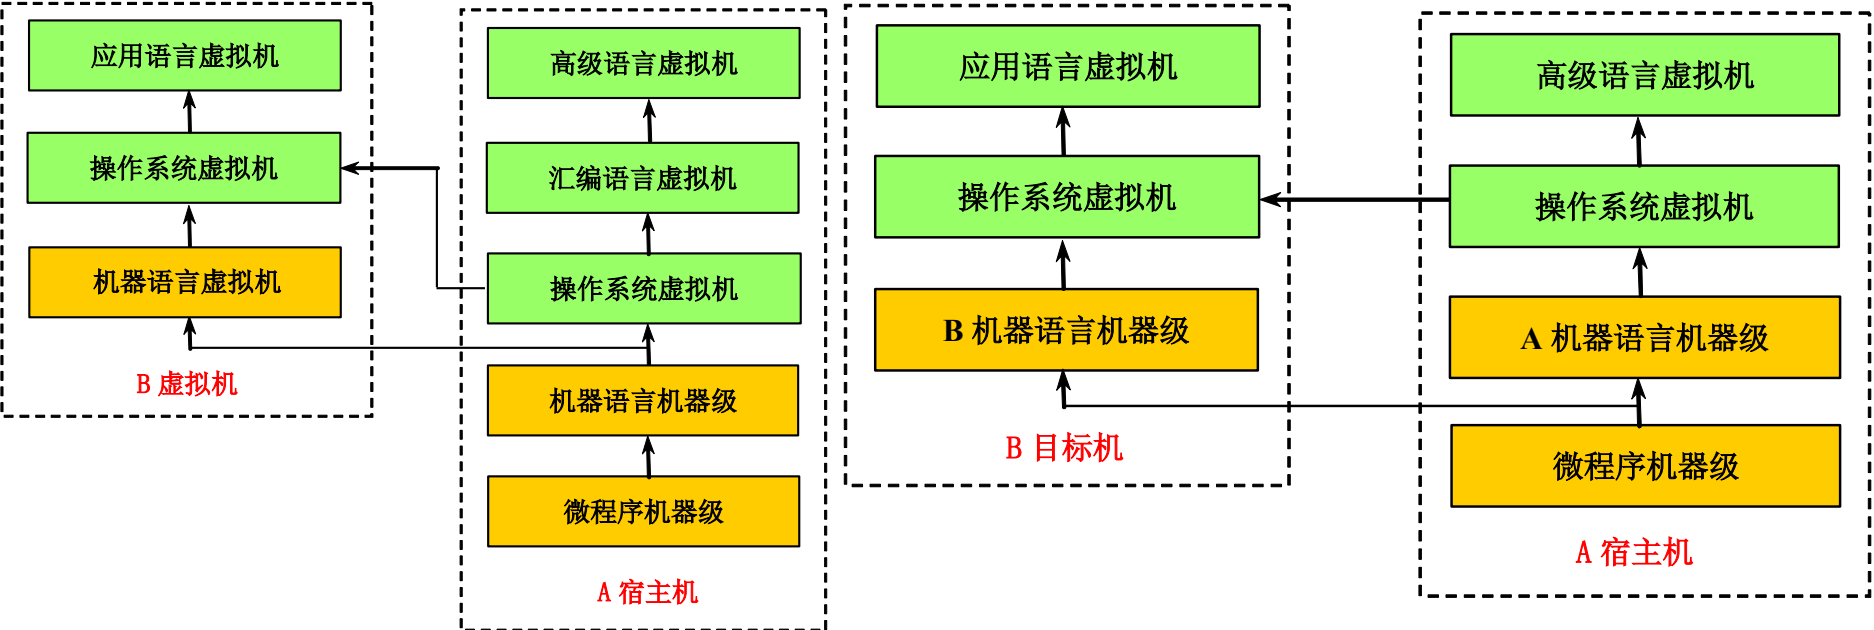 应用语言虚拟机
操作系统虚拟机
机器语言虚拟机
B 虚拟机
高级语言虚拟机
汇编语言虚拟机
操作系统虚拟机
机器语言机器级
微程序机器级
A 宿主机
应用语言虚拟机
操作系统虚拟机
B 机器语言机器级
B 目标机
高级语言虚拟机
操作系统虚拟机
A 机器语言机器级
微程序机器级
A 宿主机